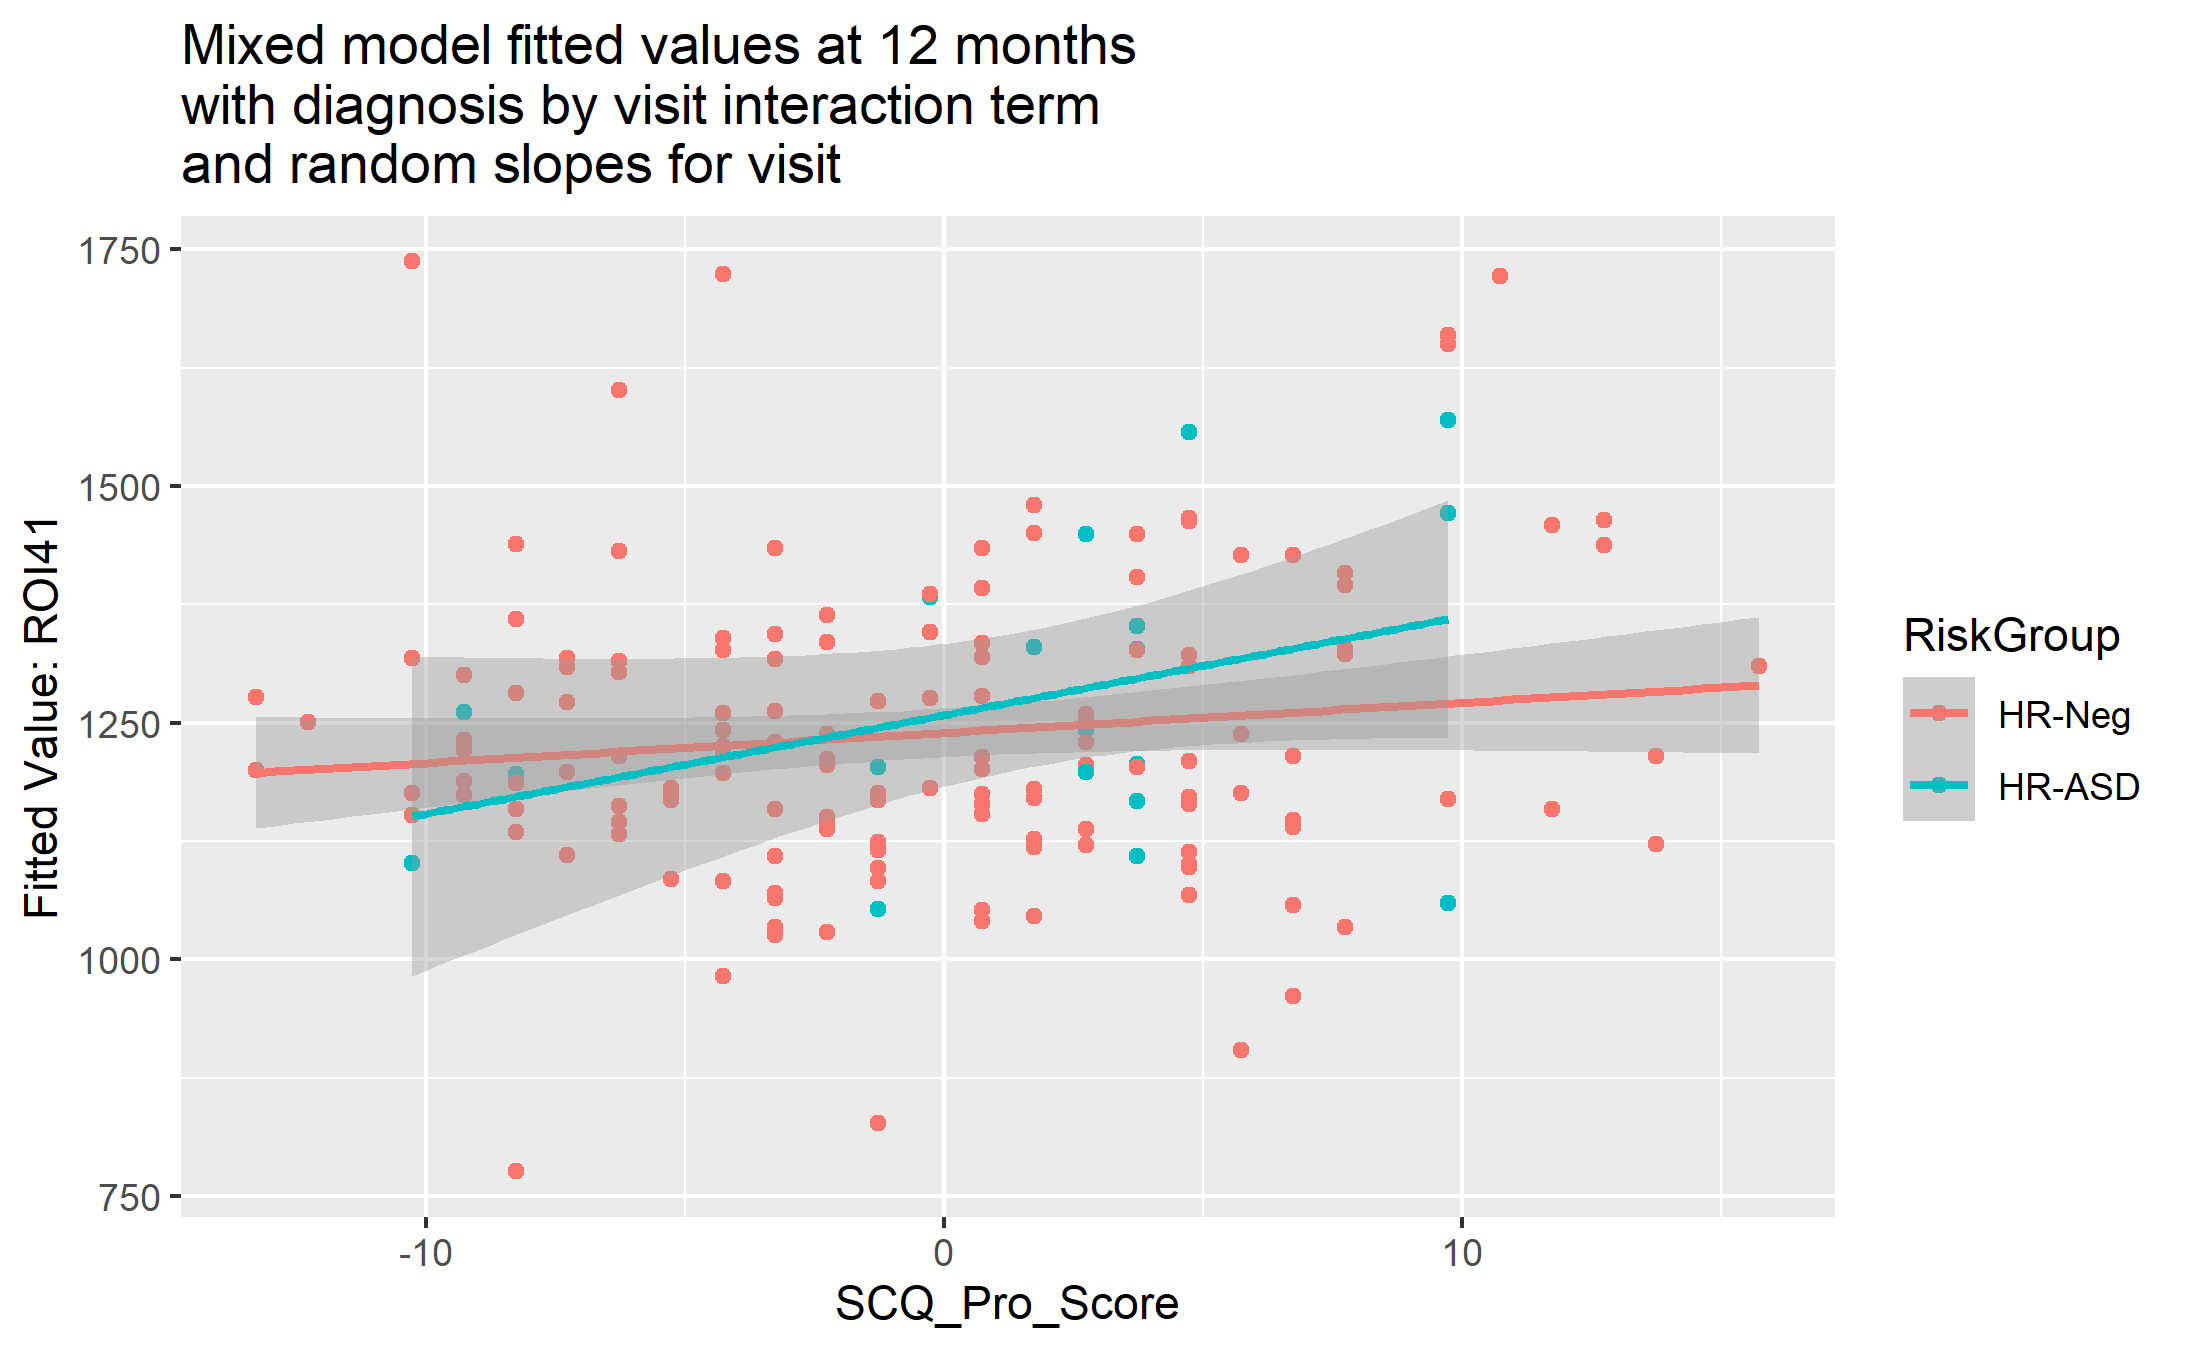 Mixed model fitted values at 12 months
with diagnosis by visit interaction term
and random slopes for visit
1750
1500
1250
1000
750
Fitted Value: ROI41
-10
0
10
SCQ_Pro_Score
RiskGroup
HR-Neg
HR-ASD